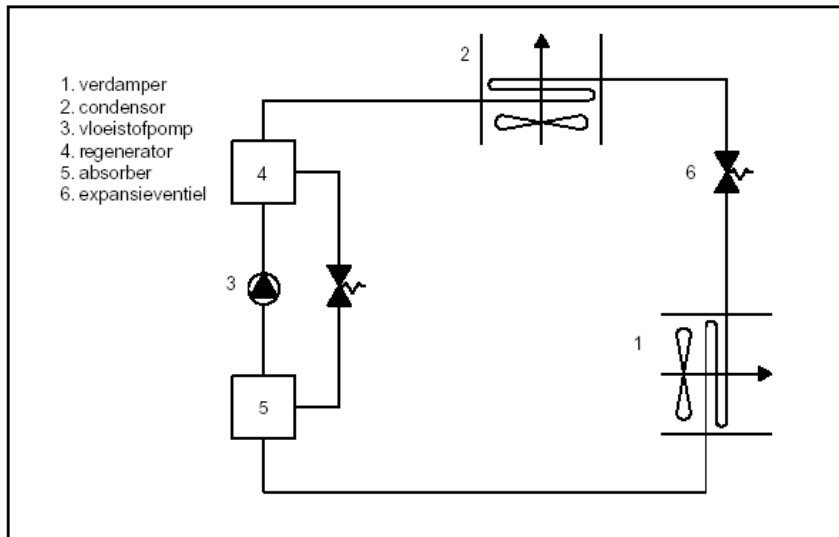 1. verdamper
2. condensor
3. vloeistofpomp
4. regenerator
5. absorber
6. expansieventiel
2
4
6
3
1
5